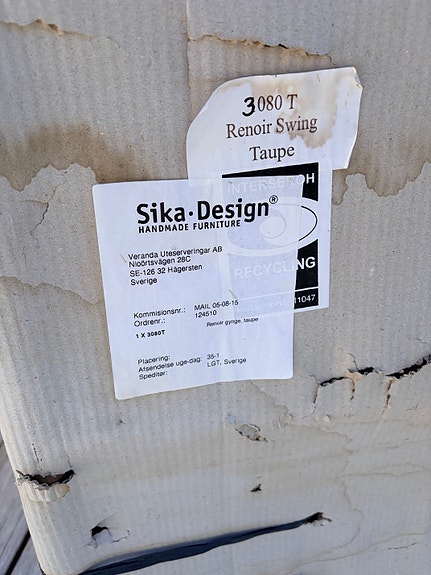 3080 T
Renoir Swing
Taupe
INTERSEROH
RECYCLING
11047
Sika·Design®
HANDMADE FURNITURE
Veranda Uteserveringar AB
Nioörtsvägen 28C
SE-126 32 Hägersten
Sverige
Kommisionsnr.: MAIL 05-08-15
Ordrenr.: 124510
1 X 3080T Renoir gynge, taupe
Placering:
Afsendelse uge-dag: 35-1
Speditør: LGT, Sverige